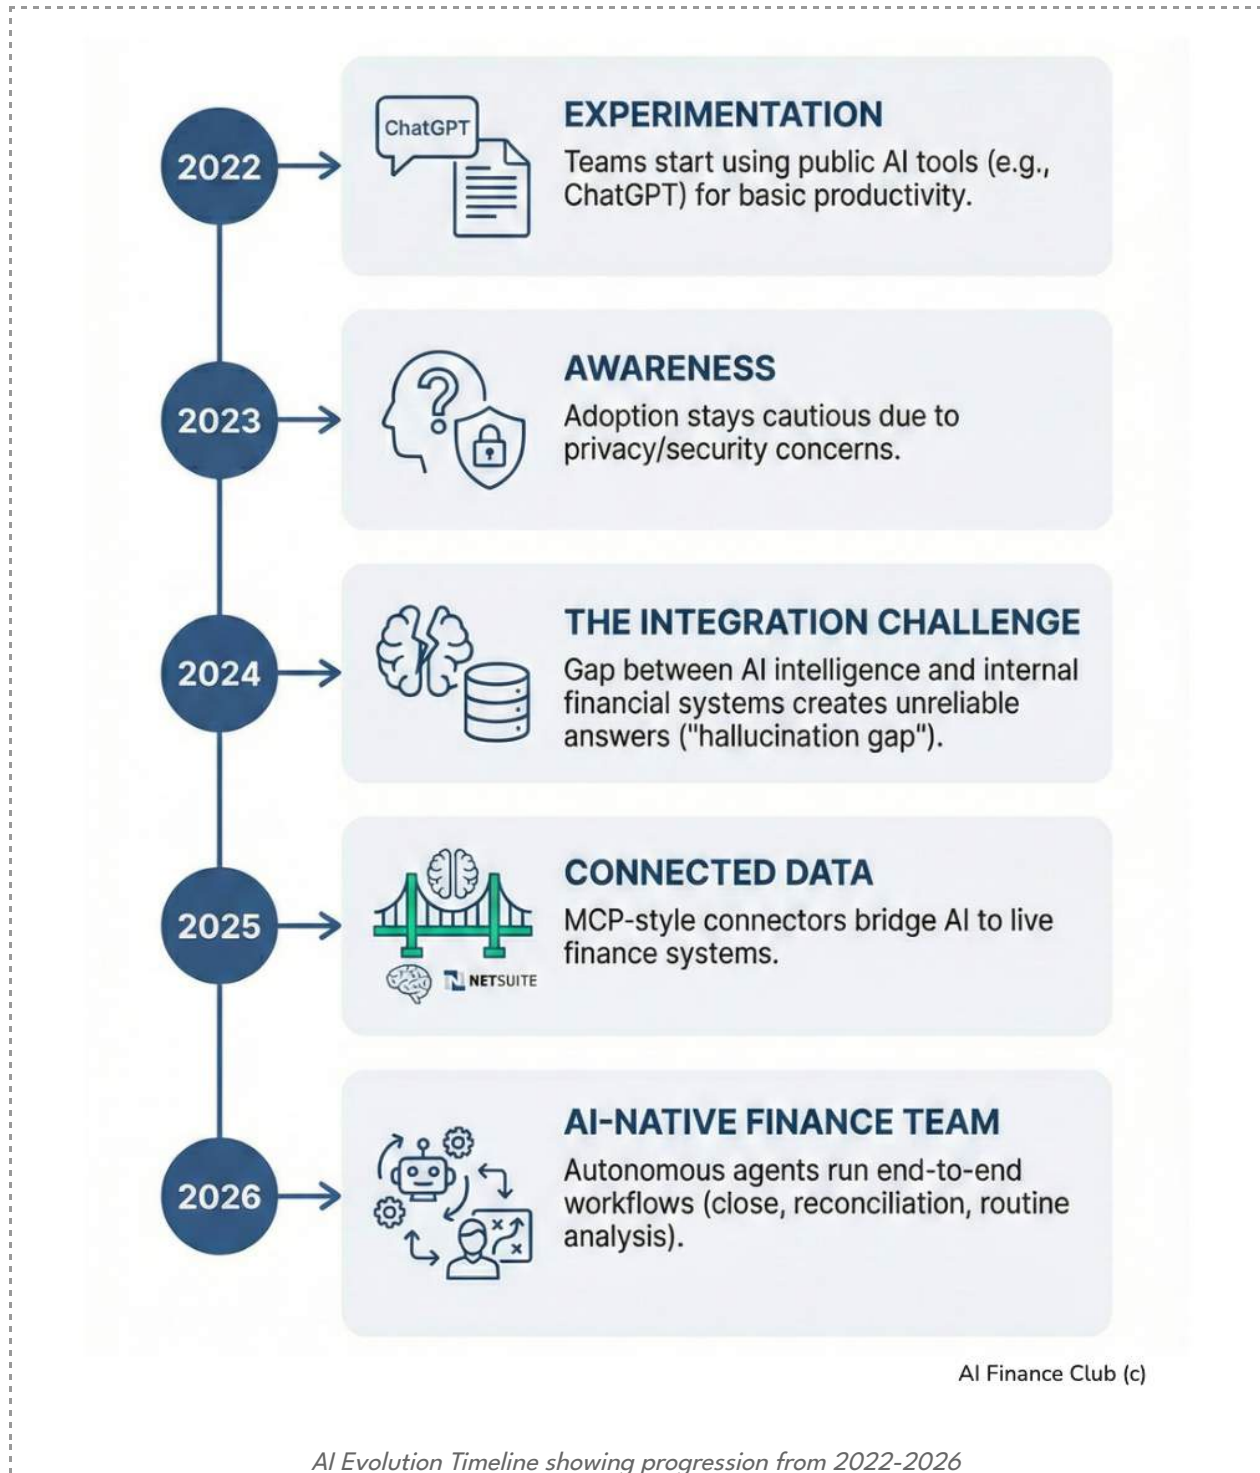 2022
ChatGPT
EXPERIMENTATION
Teams start using public AI tools (e.g.,
ChatGPT) for basic productivity.
2023
AWARENESS
Adoption stays cautious due to
privacy/security concerns.
2024
THE INTEGRATION CHALLENGE
Gap between AI intelligence and internal
financial systems creates unreliable
answers ("hallucination gap").
2025
CONNECTED DATA
MCP-style connectors bridge AI to live
finance systems.
N NETSUITE
2026
AI-NATIVE FINANCE TEAM
Autonomous agents run end-to-end
workflows (close, reconciliation, routine
analysis).
AI Finance Club (c)
AI Evolution Timeline showing progression from 2022-2026